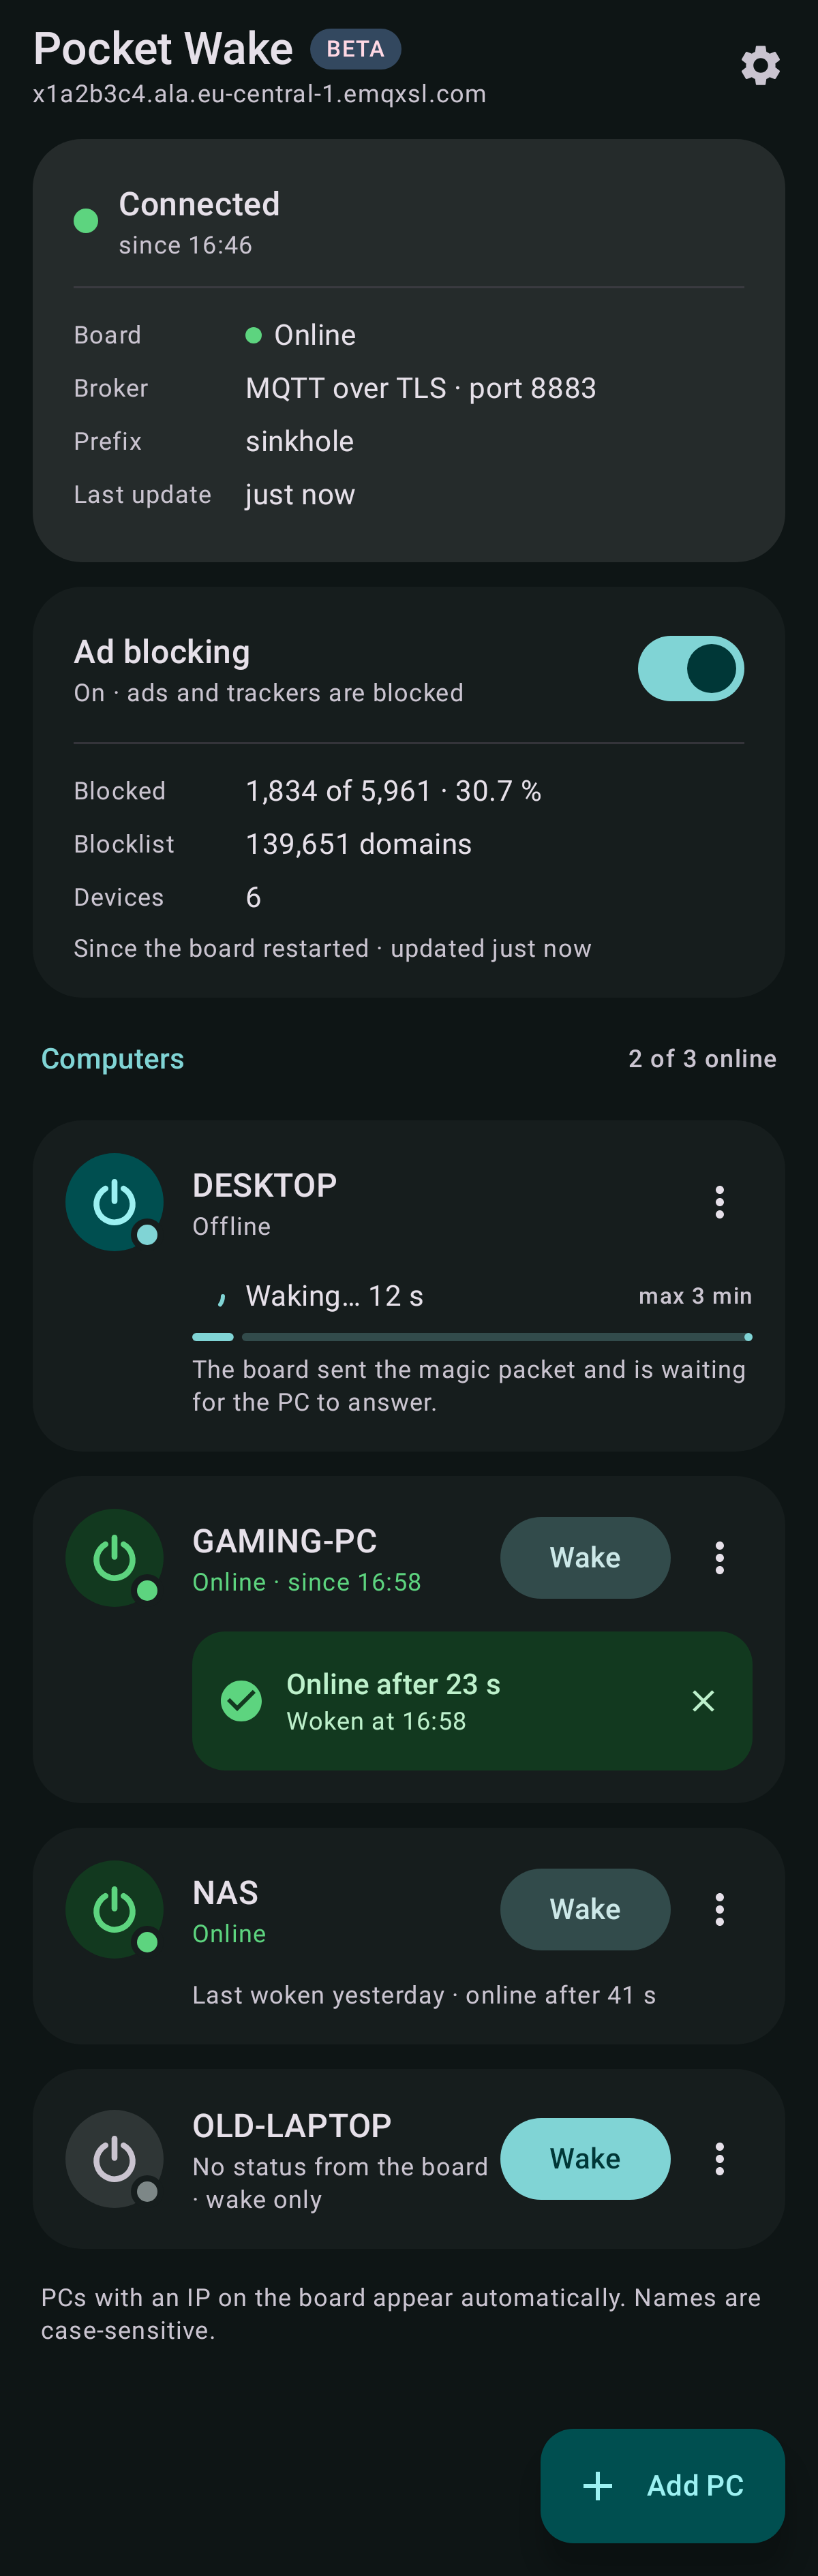 Pocket Wake BETA
x1a2b3c4.ala.eu-central-1.emqxsl.com
Connected
since 16:46
Board Online
Broker MQTT over TLS · port 8883
Prefix sinkhole
Last update just now
Ad blocking
On · ads and trackers are blocked
Blocked 1,834 of 5,961 · 30.7 %
Blocklist 139,651 domains
Devices 6
Since the board restarted · updated just now
Computers 2 of 3 online
DESKTOP
Offline
Waking… 12 s max 3 min
The board sent the magic packet and is waiting
for the PC to answer.
GAMING-PC
Online · since 16:58
Wake
Online after 23 s
Woken at 16:58
NAS
Online
Wake
Last woken yesterday · online after 41 s
OLD-LAPTOP
No status from the board
· wake only
Wake
PCs with an IP on the board appear automatically. Names are
case-sensitive.
Add PC